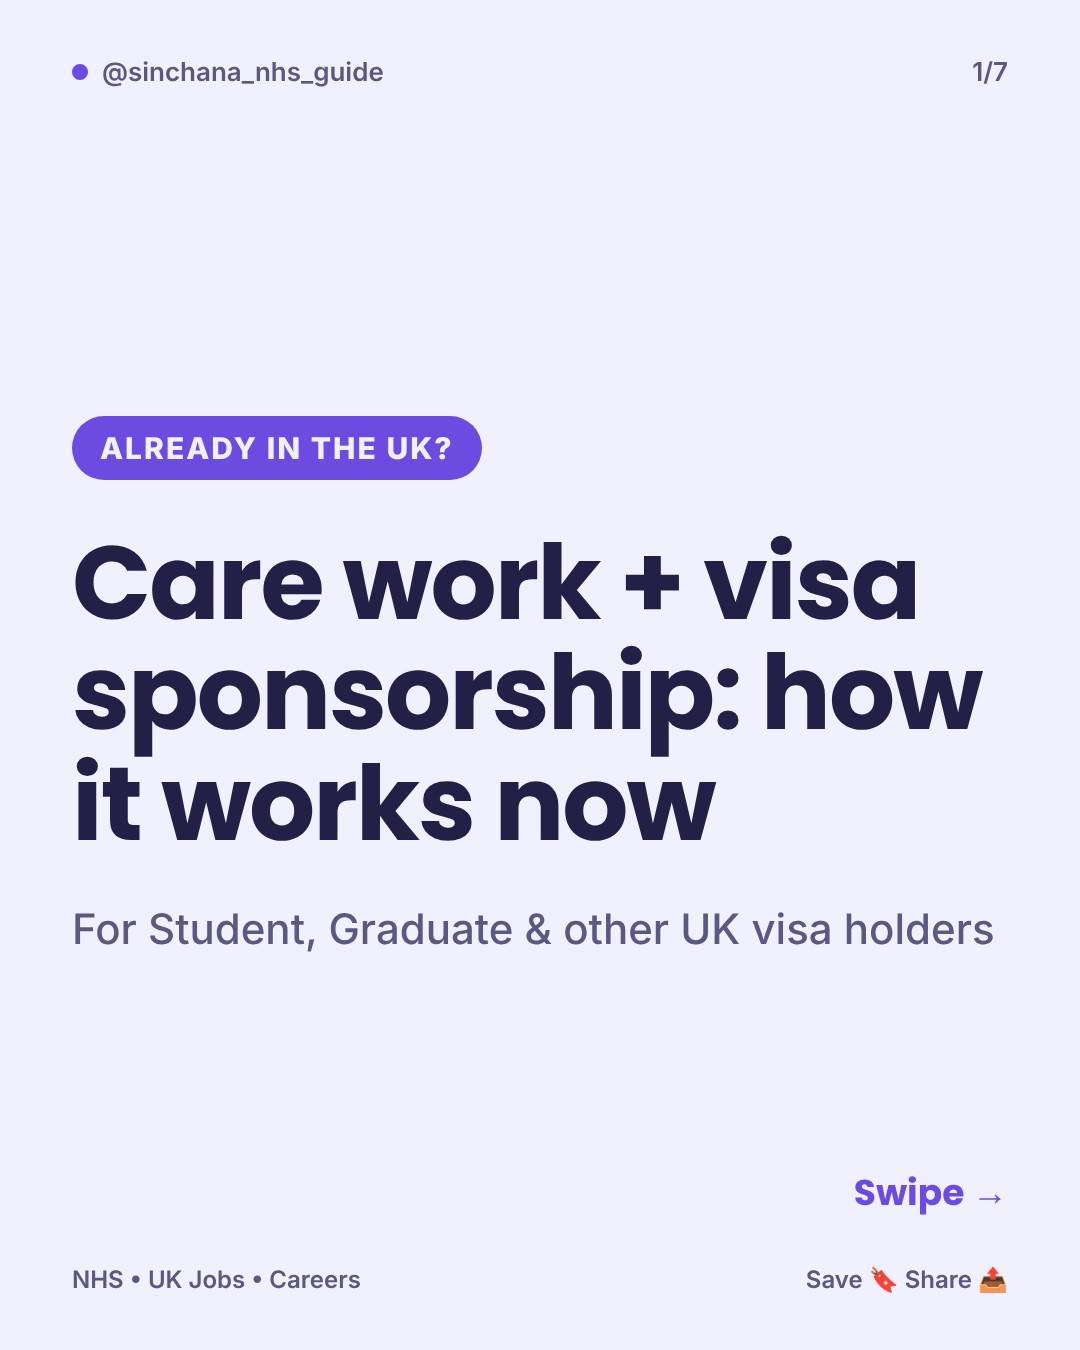 @sinchana_nhs_guide
1/7
ALREADY IN THE UK?
Care work + visa
sponsorship: how
it works now
For Student, Graduate & other UK visa holders
Swipe →
NHS • UK Jobs • Careers
Save 🔖 Share 📤